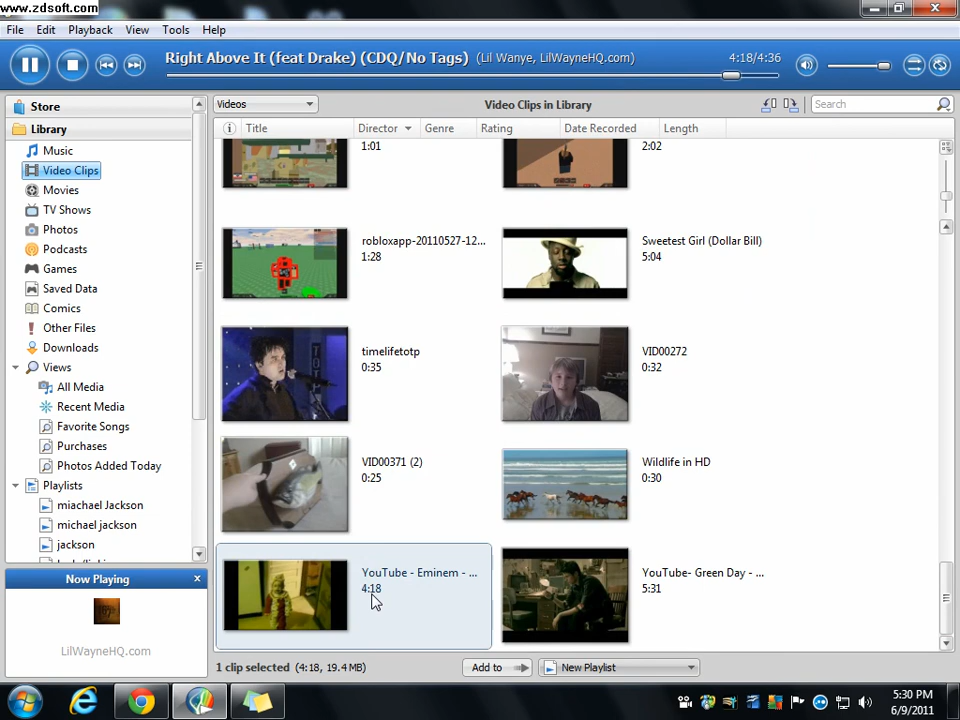 www.zdsoft.com
File Edit Playback View Tools Help
Right Above It (feat Drake) (CDQ/No Tags) (Lil Wanye, LilWayneHQ.com) 4:18/4:36
Store
Library
Music
Video Clips
Movies
TV Shows
Photos
Podcasts
Games
Saved Data
Comics
Other Files
Downloads
Views
All Media
Recent Media
Favorite Songs
Purchases
Photos Added Today
Playlists
miachael Jackson
michael jackson
jackson
Now Playing x
LilWayneHQ.com
Videos Video Clips in Library Search
Title Director Genre Rating Date Recorded Length
1:01
2:02
robloxapp-20110527-12...
1:28
Sweetest Girl (Dollar Bill)
5:04
timelifetotp
0:35
VID00272
0:32
VID00371 (2)
0:25
Wildlife in HD
0:30
YouTube - Eminem - ...
4:18
YouTube- Green Day - ...
5:31
1 clip selected (4:18, 19.4 MB) Add to New Playlist
5:30 PM
6/9/2011